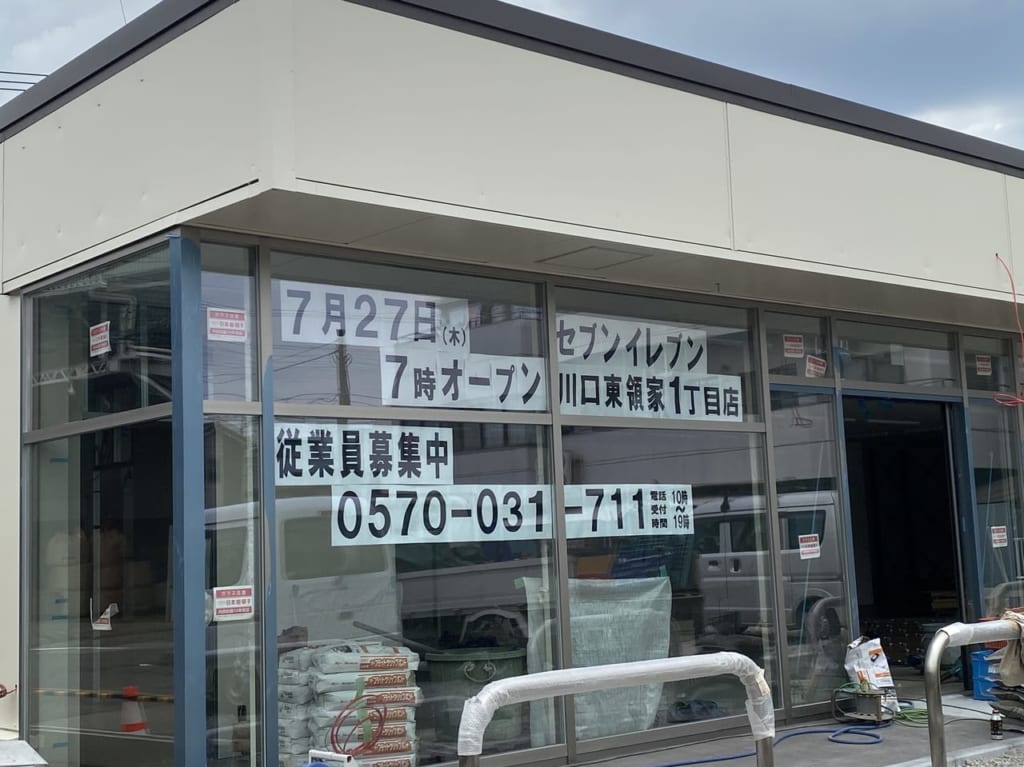 7月27日(木)
7時オープン
セブンイレブン
川口東領家1丁目店
従業員募集中
0570-031-711
電話受付時間
10時~19時